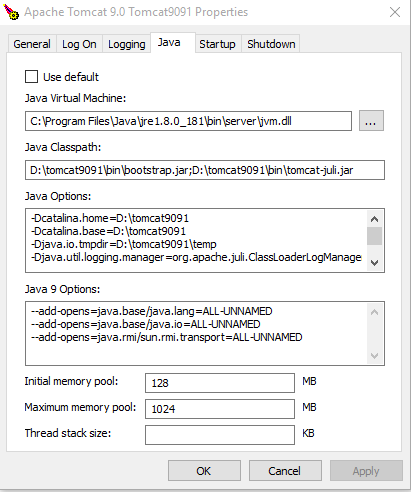 Apache Tomcat 9.0 Tomcat9091 Properties
General Log On Logging Java Startup Shutdown
Use default
Java Virtual Machine:
C:\Program Files\Java\jre1.8.0_181\bin\server\jvm.dll
...
Java Classpath:
D:\tomcat9091\bin\bootstrap.jar;D:\tomcat9091\bin\tomcat-juli.jar
Java Options:
-Dcatalina.home=D:\tomcat9091
-Dcatalina.base=D:\tomcat9091
-Djava.io.tmpdir=D:\tomcat9091\temp
-Djava.util.logging.manager=org.apache.juli.ClassLoaderLogManage
Java 9 Options:
--add-opens=java.base/java.lang=ALL-UNNAMED
--add-opens=java.base/java.io=ALL-UNNAMED
--add-opens=java.rmi/sun.rmi.transport=ALL-UNNAMED
Initial memory pool: 128 MB
Maximum memory pool: 1024 MB
Thread stack size: KB
OK Cancel Apply